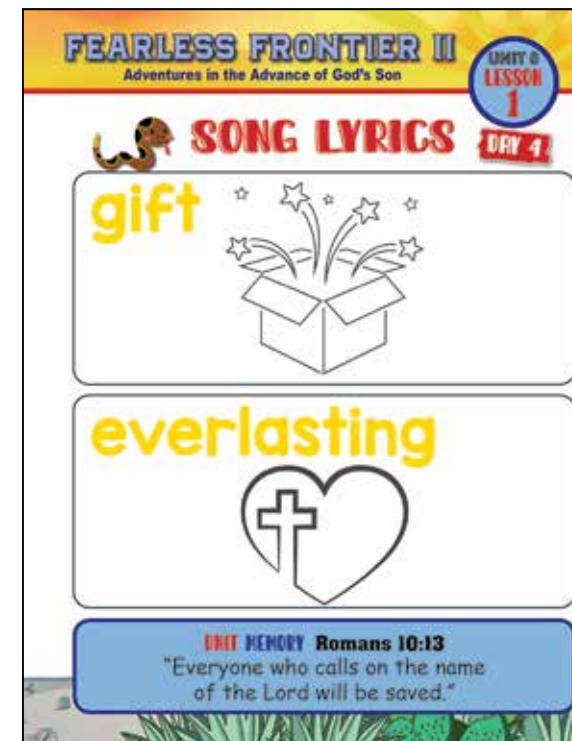 FEARLESS FRONTIER II
Adventures in the Advance of God's Son
UNIT 6
LESSON
1
SONG LYRICS
DAY 4
gift
everlasting
UNIT MEMORY Romans 10:13
"Everyone who calls on the name
of the Lord will be saved."